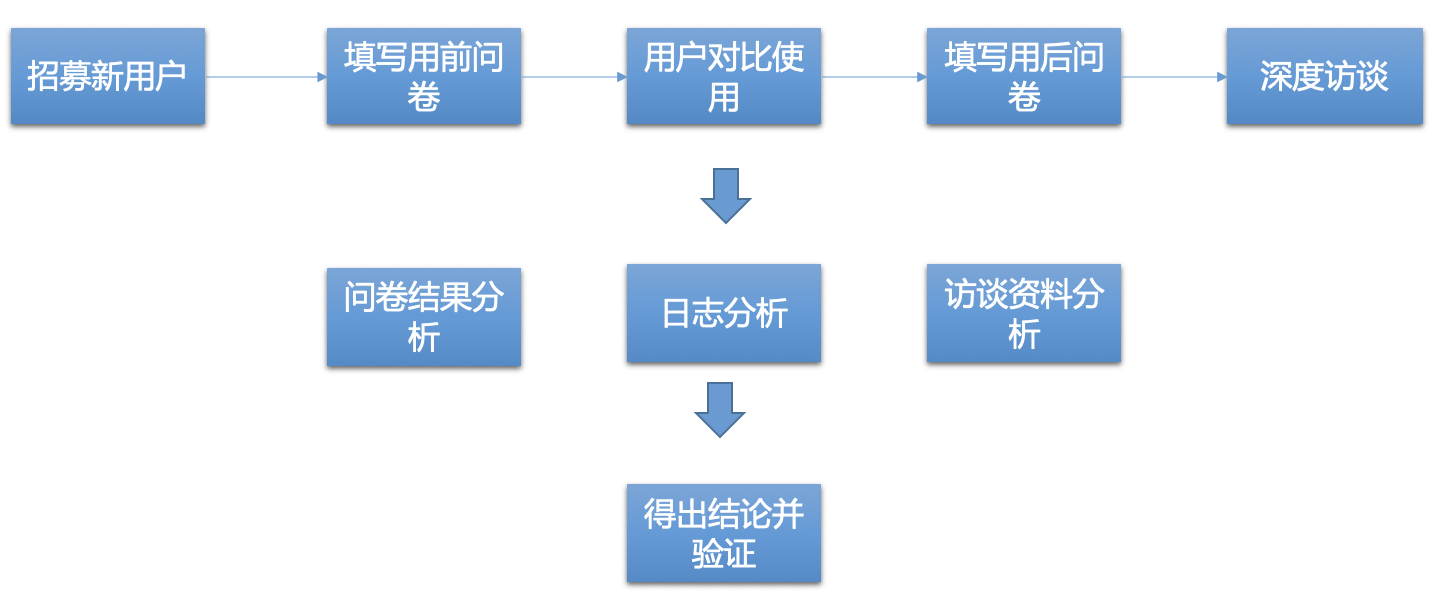 招募新用户
填写用前问
卷
用户对比使
用
填写用后问
卷
深度访谈
问卷结果分
析
日志分析
访谈资料分
析
得出结论并
验证